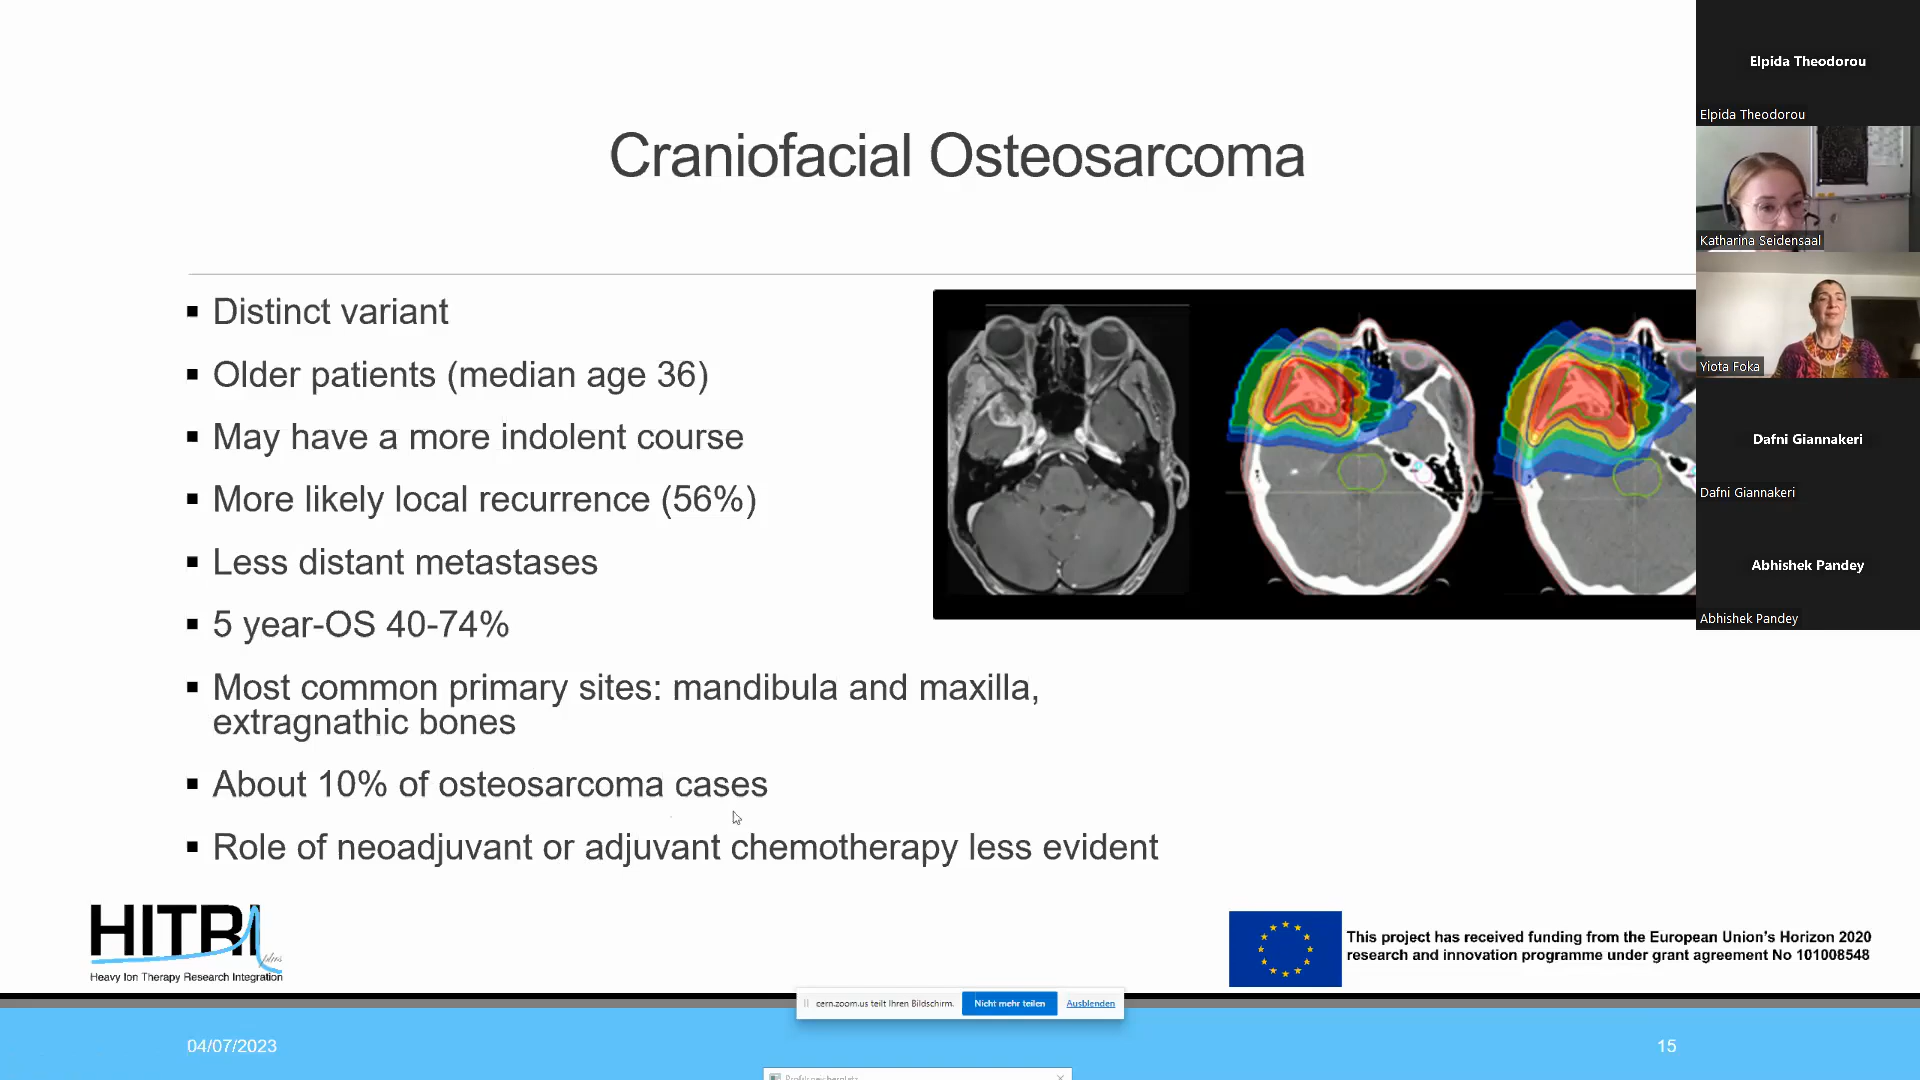 Craniofacial Osteosarcoma
Distinct variant
Older patients (median age 36)
May have a more indolent course
More likely local recurrence (56%)
Less distant metastases
5 year-OS 40-74%
Most common primary sites: mandibula and maxilla,
extragnathic bones
About 10% of osteosarcoma cases
Role of neoadjuvant or adjuvant chemotherapy less evident
Elpida Theodorou
Elpida Theodorou
Katharina Seidensaal
Yiota Foka
Dafni Giannakeri
Dafni Giannakeri
Abhishek Pandey
Abhishek Pandey
HITRI
plus
Heavy Ion Therapy Research Integration
This project has received funding from the European Union's Horizon 2020
research and innovation programme under grant agreement No 101008548
cern.zoom.us teilt Ihren Bildschirm. Nicht mehr teilen Ausblenden
04/07/2023
15